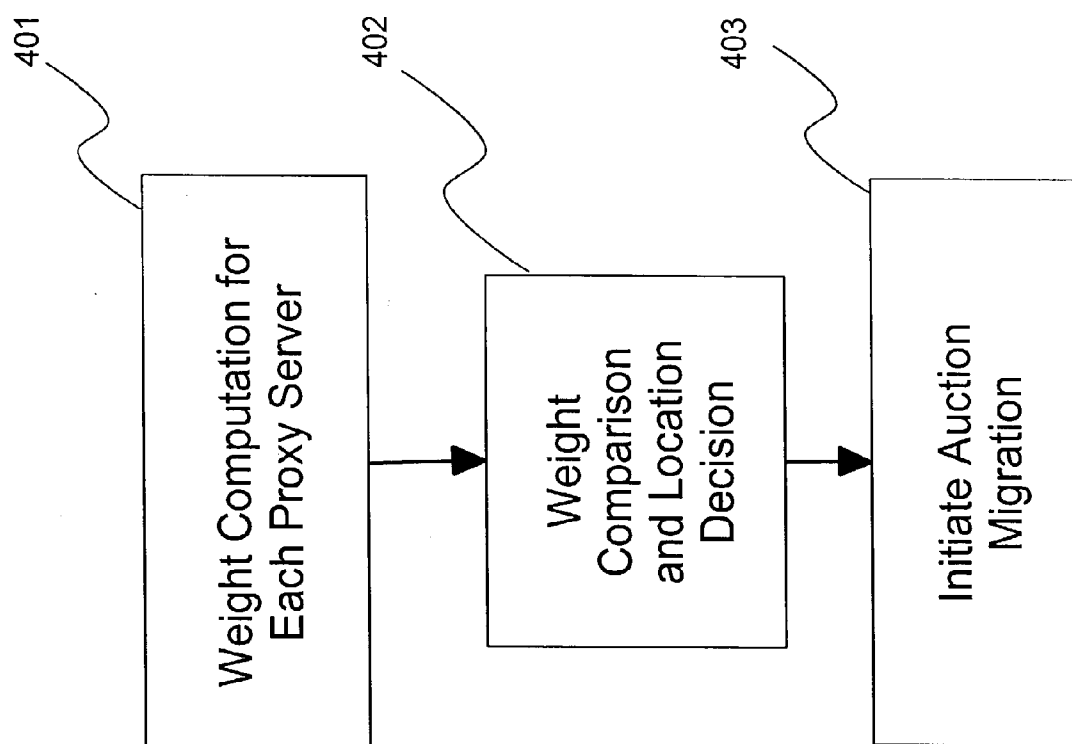 401
Weight Computation for
Each Proxy Server
402
Weight
Comparison
and Location
Decision
403
Initiate Auction
Migration